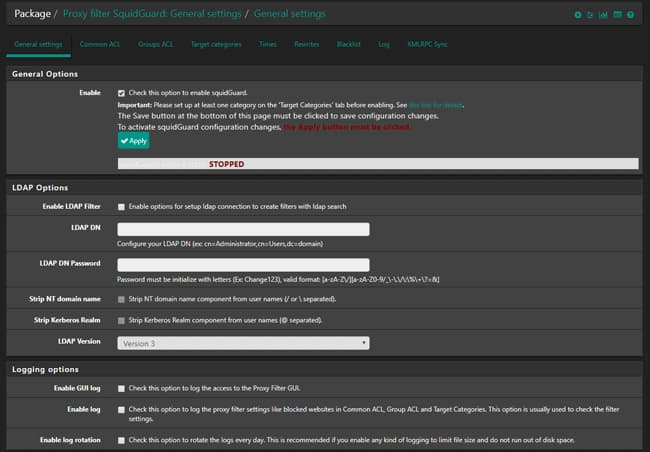 Package / Proxy filter SquidGuard: General settings / General settings
General settings Common ACL Groups ACL Target categories Times Rewrites Blacklist Log XMLRPC Sync
General Options
Enable Check this option to enable squidGuard.
Important: Please set up at least one category on the 'Target Categories' tab before enabling. See this link for details.
The Save button at the bottom of this page must be clicked to save configuration changes.
To activate squidGuard configuration changes, the Apply button must be clicked.
Apply
STOPPED
LDAP Options
Enable LDAP Filter Enable options for setup ldap connection to create filters with ldap search
LDAP DN
Configure your LDAP DN (ex: cn=Administrator,cn=Users,dc=domain)
LDAP DN Password
Password must be initialize with letters (Ex: Change123), valid format: [a-zA-Z\/][a-zA-Z0-9/_\-\.\/\:\%\+\?=&]
Strip NT domain name Strip NT domain name component from user names (/ or \ separated).
Strip Kerberos Realm Strip Kerberos Realm component from user names (@ separated).
LDAP Version Version 3
Logging options
Enable GUI log Check this option to log the access to the Proxy Filter GUI.
Enable log Check this option to log the proxy filter settings like blocked websites in Common ACL, Group ACL and Target Categories. This option is usually used to check the filter
settings.
Enable log rotation Check this option to rotate the logs every day. This is recommended if you enable any kind of logging to limit file size and do not run out of disk space.